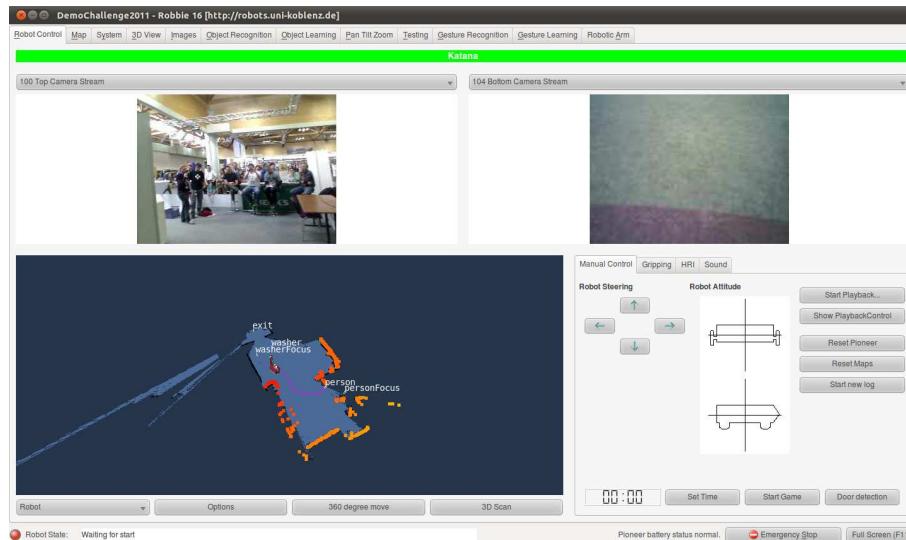 DemoChallenge2011 - Robbie 16 [http://robots.uni-koblenz.de]
Robot Control Map System 3D View Images Object Recognition Object Learning Pan Tilt Zoom Testing Gesture Recognition Gesture Learning Robotic Arm
Katana
100 Top Camera Stream 104 Bottom Camera Stream
Manual Control Gripping HRI Sound
Robot Steering Robot Attitude
Start Playback...
Show PlaybackControl
Reset Pioneer
Reset Maps
Start new log
exit
washer
washerFocus
person
personFocus
00:00 Set Time Start Game Door detection
Robot Options 360 degree move 3D Scan
Robot State: Waiting for start Pioneer battery status normal. Emergency Stop Full Screen (F1